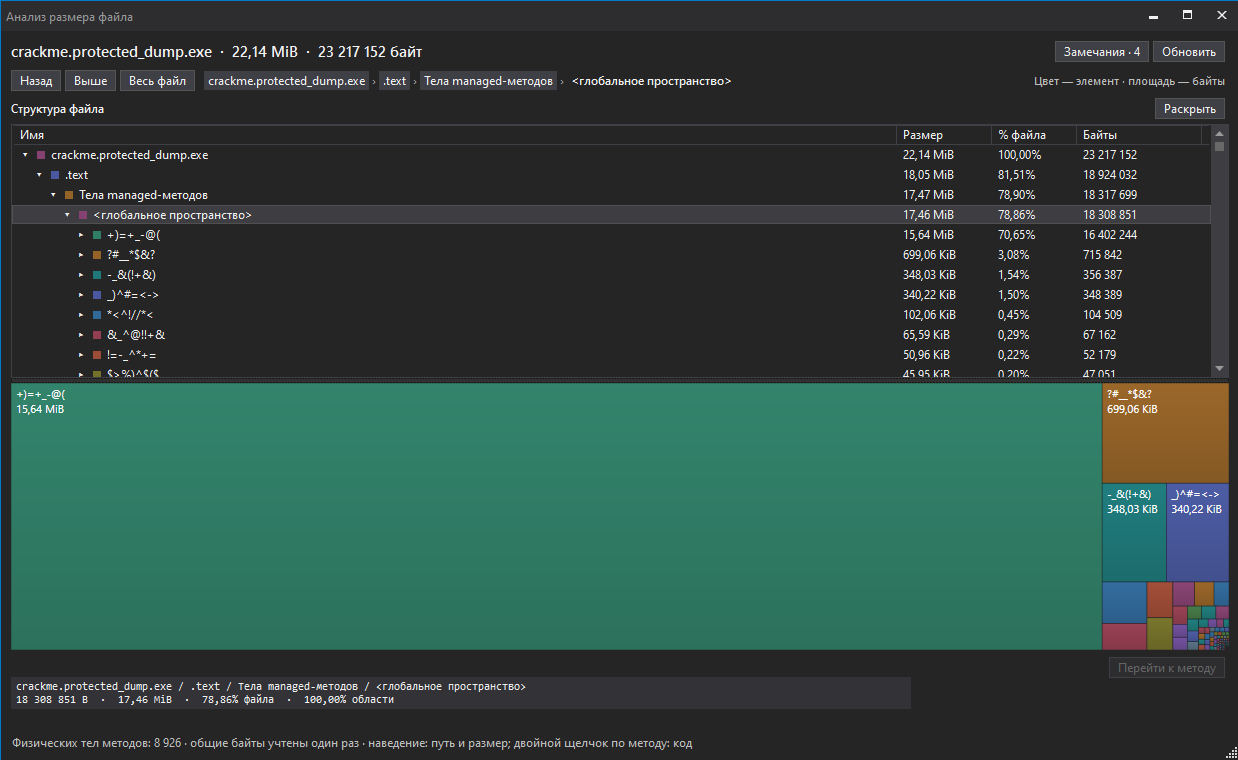 Анализ размера файла
crackme.protected_dump.exe · 22,14 MiB · 23 217 152 байт
Замечания · 4 Обновить
Назад Выше Весь файл crackme.protected_dump.exe › .text › Тела managed-методов › <глобальное пространство>
Цвет — элемент · площадь — байты
Структура файла Раскрыть
Имя Размер % файла Байты
crackme.protected_dump.exe 22,14 MiB 100,00% 23 217 152
.text 18,05 MiB 81,51% 18 924 032
Тела managed-методов 17,47 MiB 78,90% 18 317 699
<глобальное пространство> 17,46 MiB 78,86% 18 308 851
+)=+_-@( 15,64 MiB 70,65% 16 402 244
?#__*$&? 699,06 KiB 3,08% 715 842
-_&(!+&) 348,03 KiB 1,54% 356 387
_)^#=<-> 340,22 KiB 1,50% 348 389
*<^!//*< 102,06 KiB 0,45% 104 509
&_^@!!+& 65,59 KiB 0,29% 67 162
!=-_^*+= 50,96 KiB 0,22% 52 179
$>%)^$($ 45,95 KiB 0,20% 47 051
+)=+_-@(
15,64 MiB
?#__*$&?
699,06 KiB
-_&(!+&)
348,03 KiB
_)^#=<->
340,22 KiB
Перейти к методу
crackme.protected_dump.exe / .text / Тела managed-методов / <глобальное пространство>
18 308 851 B · 17,46 MiB · 78,86% файла · 100,00% области
Физических тел методов: 8 926 · общие байты учтены один раз · наведение: путь и размер; двойной щелчок по методу: код